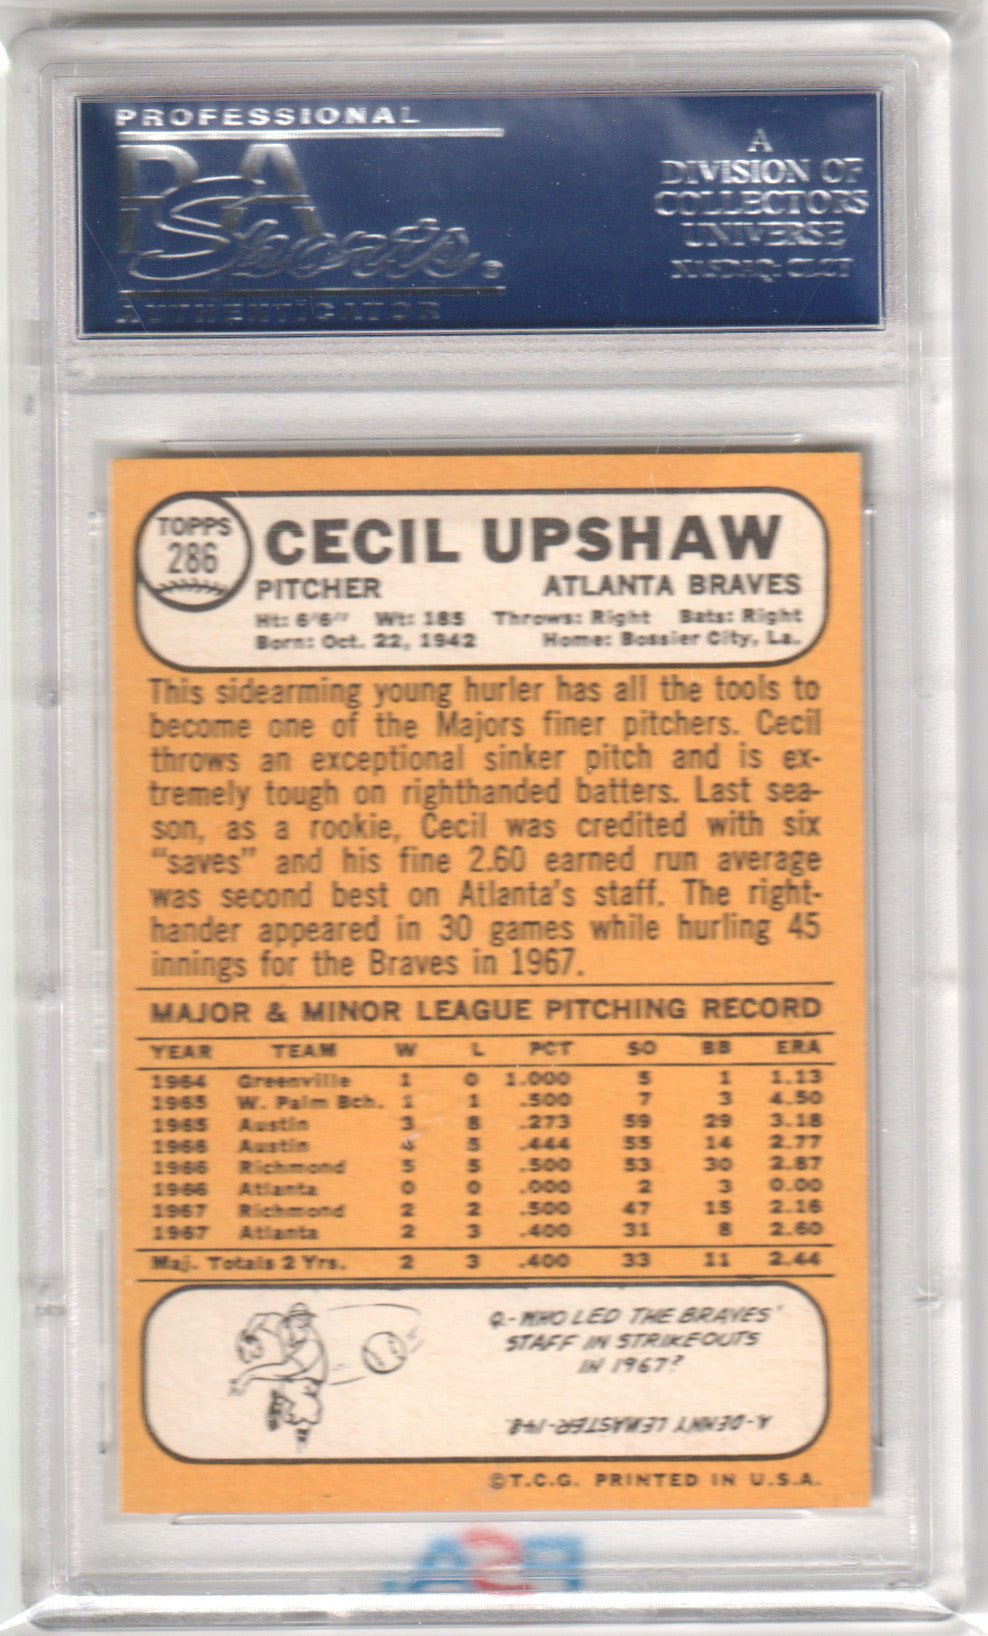 PROFESSIONAL
PSA
Sports®
AUTHENTICATOR
A
DIVISION OF
COLLECTORS
UNIVERSE
NASDAQ: CLCT
TOPPS
286
CECIL UPSHAW
PITCHER ATLANTA BRAVES
Ht: 6'6" Wt: 185 Throws: Right Bats: Right
Born: Oct. 22, 1942 Home: Bossier City, La.
This sidearming young hurler has all the tools to
become one of the Majors finer pitchers. Cecil
throws an exceptional sinker pitch and is ex-
tremely tough on righthanded batters. Last sea-
son, as a rookie, Cecil was credited with six
"saves" and his fine 2.60 earned run average
was second best on Atlanta's staff. The right-
hander appeared in 30 games while hurling 45
innings for the Braves in 1967.
MAJOR & MINOR LEAGUE PITCHING RECORD
YEAR TEAM W L PCT SO BB ERA
1964 Greenville 1 0 1.000 5 1 1.13
1965 W. Palm Bch. 1 1 .500 7 3 4.50
1965 Austin 3 8 .273 59 29 3.18
1966 Austin 4 5 .444 55 14 2.77
1966 Richmond 5 5 .500 53 30 2.87
1966 Atlanta 0 0 .000 2 3 0.00
1967 Richmond 2 2 .500 47 15 2.16
1967 Atlanta 2 3 .400 31 8 2.60
Maj. Totals 2 Yrs. 2 3 .400 33 11 2.44
Q.-WHO LED THE BRAVES'
STAFF IN STRIKEOUTS
IN 1967?
A-DENNY LEMASTER-148.
©T.C.G. PRINTED IN U.S.A.
PSA